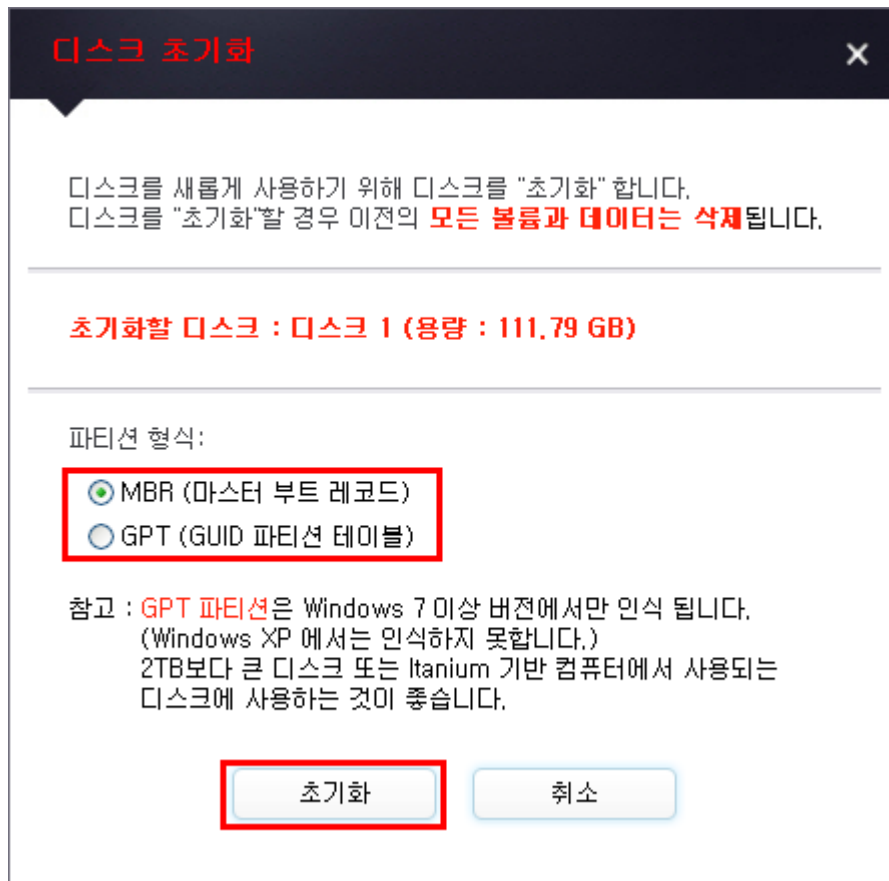 디스크 초기화
디스크를 새롭게 사용하기 위해 디스크를 "초기화" 합니다.
디스크를 "초기화"할 경우 이전의 모든 볼륨과 데이터는 삭제됩니다.
초기화할 디스크 : 디스크 1 (용량 : 111.79 GB)
파티션 형식:
MBR (마스터 부트 레코드)
GPT (GUID 파티션 테이블)
참고 : GPT 파티션은 Windows 7 이상 버전에서만 인식 됩니다.
(Windows XP 에서는 인식하지 못합니다.)
2TB보다 큰 디스크 또는 Itanium 기반 컴퓨터에서 사용되는
디스크에 사용하는 것이 좋습니다.
초기화 취소